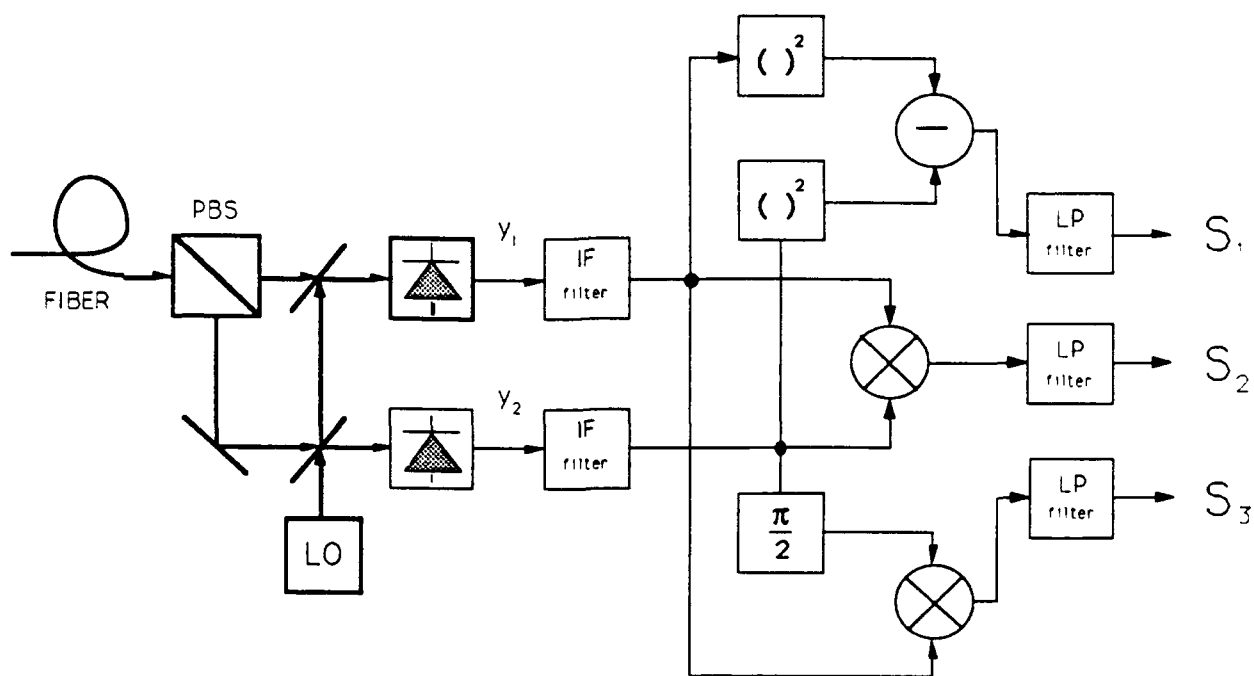 ( )²
—
( )²
PBS
LP
filter
S₁
y₁
IF
filter
FIBER
LP
filter
S₂
y₂
IF
filter
LP
filter
S₃
π
2
LO